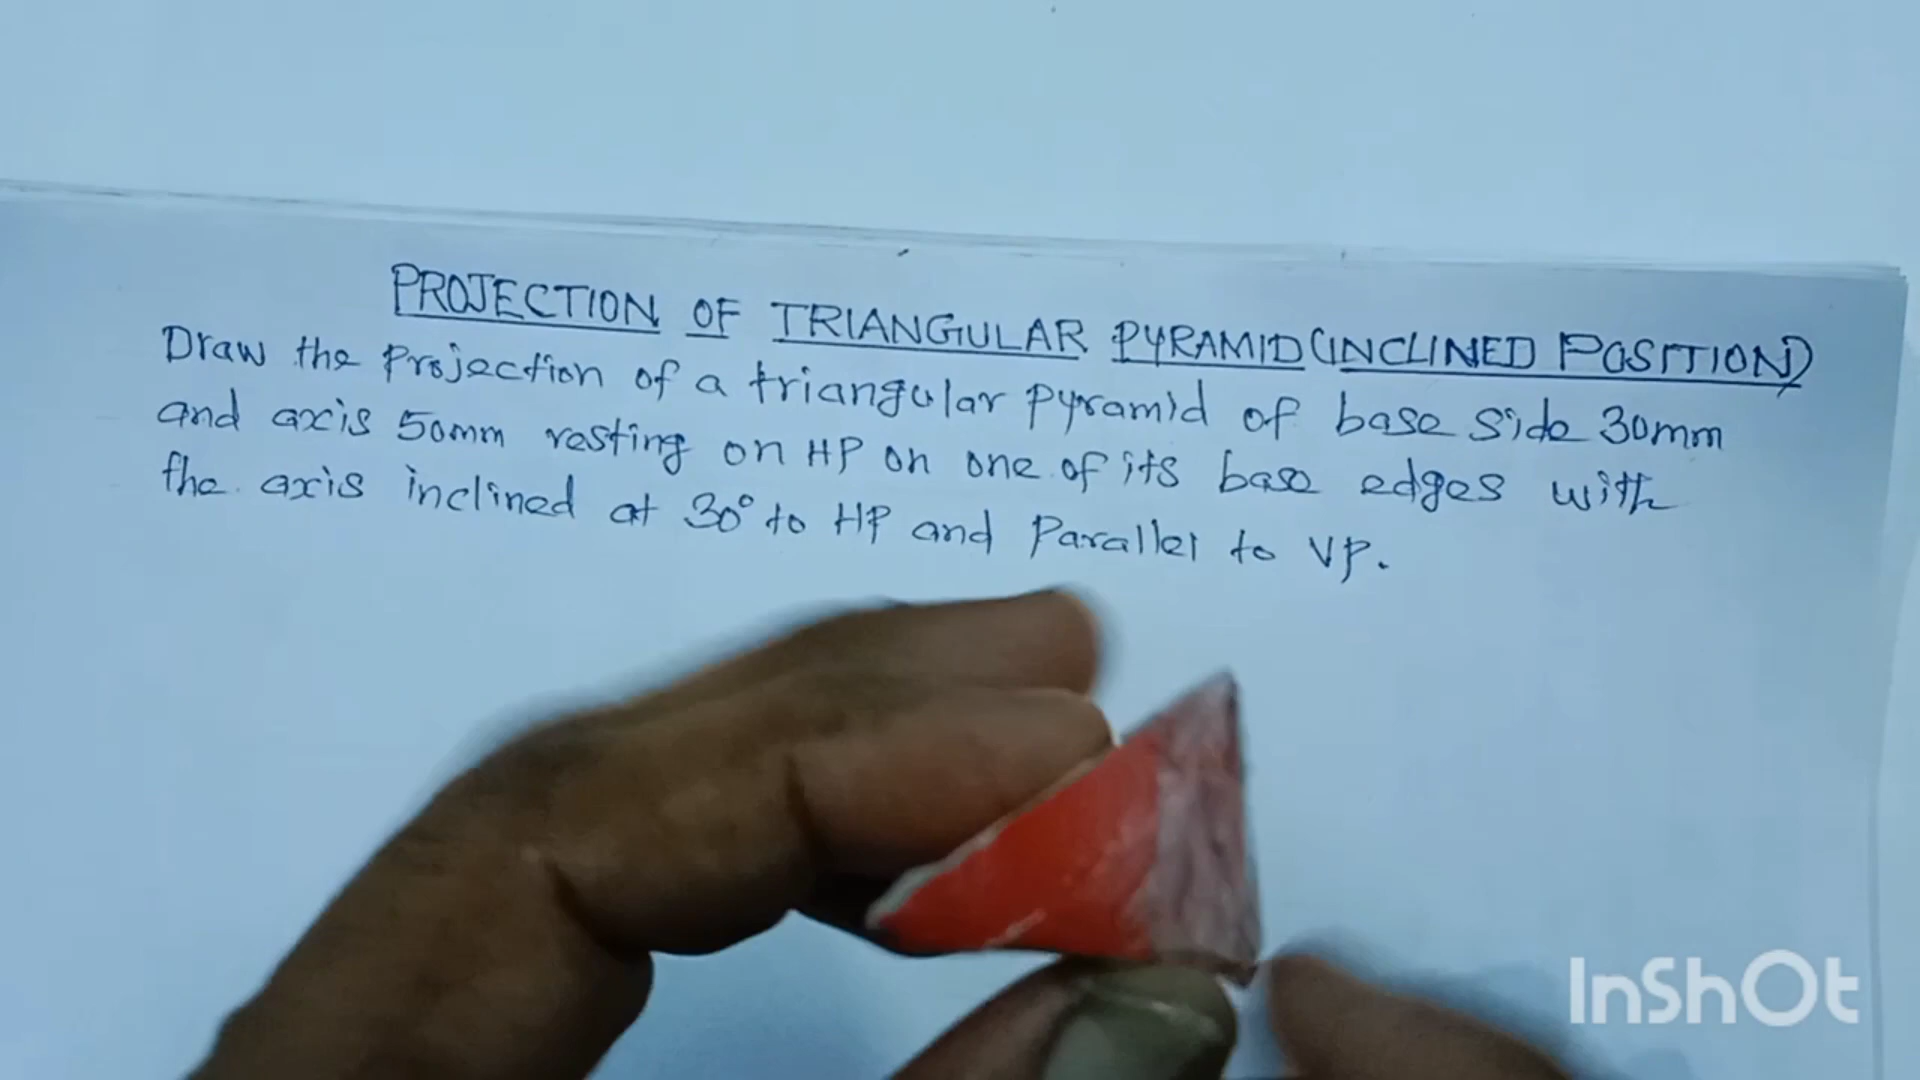 PROJECTION OF TRIANGULAR PYRAMID (INCLINED POSITION)
Draw the projection of a triangular pyramid of base side 30mm
and axis 50mm resting on HP on one of its base edges with
the axis inclined at 30° to HP and Parallel to VP.
InShOt